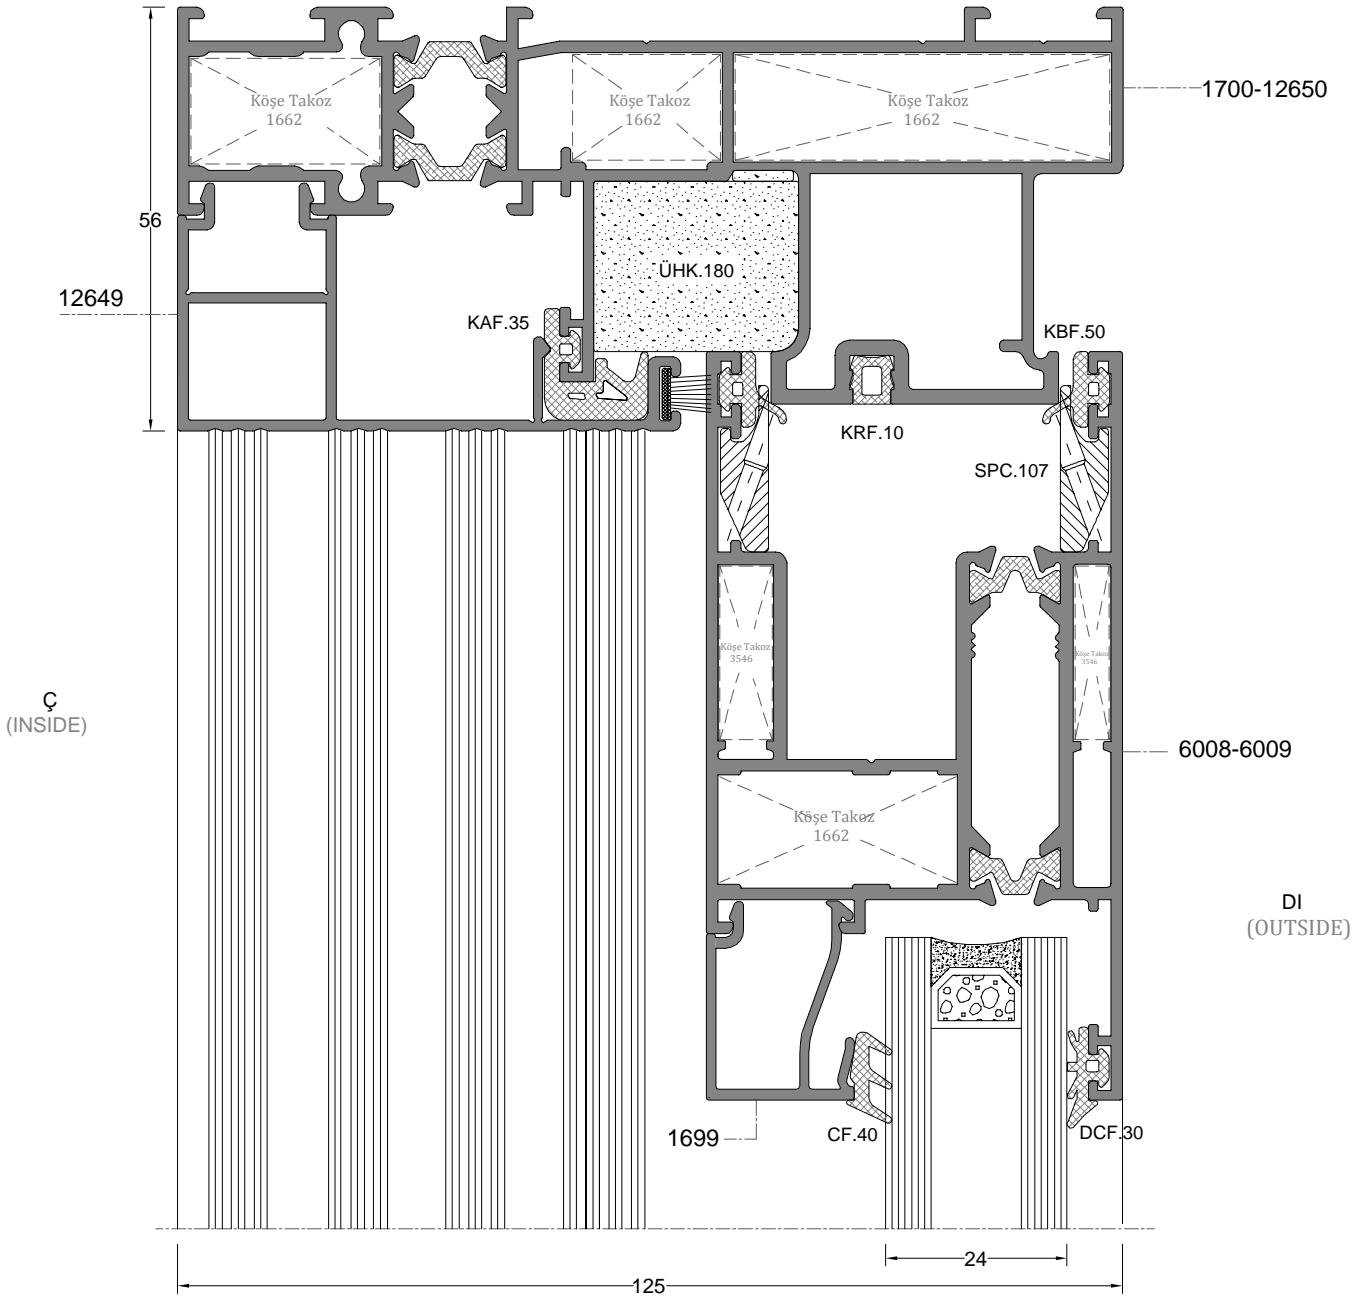 Köşe Takoz
1662
Köşe Takoz
1662
Köşe Takoz
1662
1700-12650
56
ÜHK.180
12649
KAF.35
KBF.50
KRF.10
SPC.107
Köşe Takoz
3546
Köşe Takoz
3546
Ç
(INSIDE)
6008-6009
Köşe Takoz
1662
DI
(OUTSIDE)
1699
CF.40
DCF.30
24
125